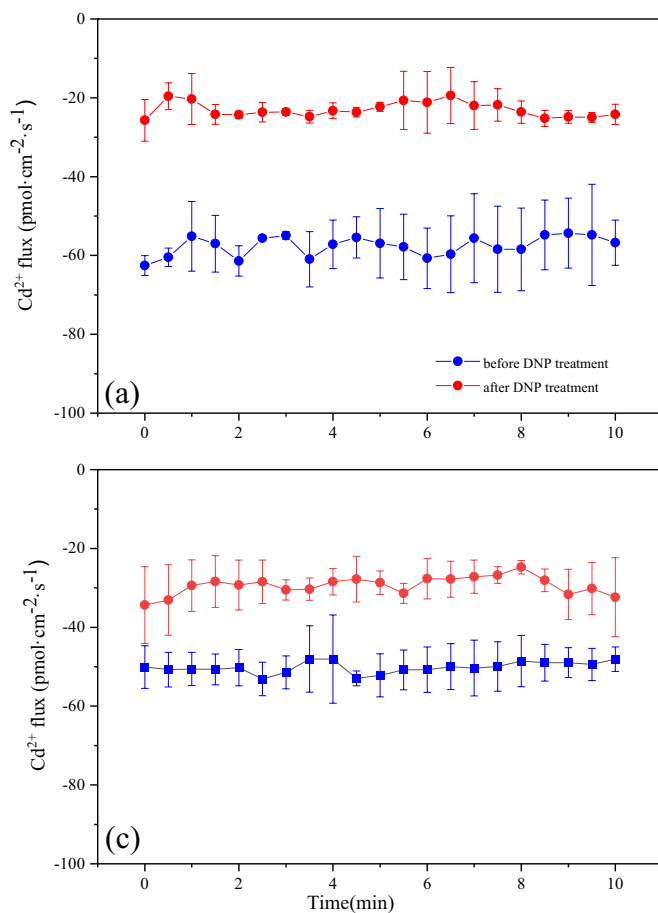 0
-20
-40
-60
-80
-100
Cd²⁺ flux (pmol·cm⁻²·s⁻¹)
before DNP treatment
after DNP treatment
(a)
0 2 4 6 8 10
0
-20
-40
-60
-80
-100
Cd²⁺ flux (pmol·cm⁻²·s⁻¹)
(c)
0 2 4 6 8 10
Time(min)